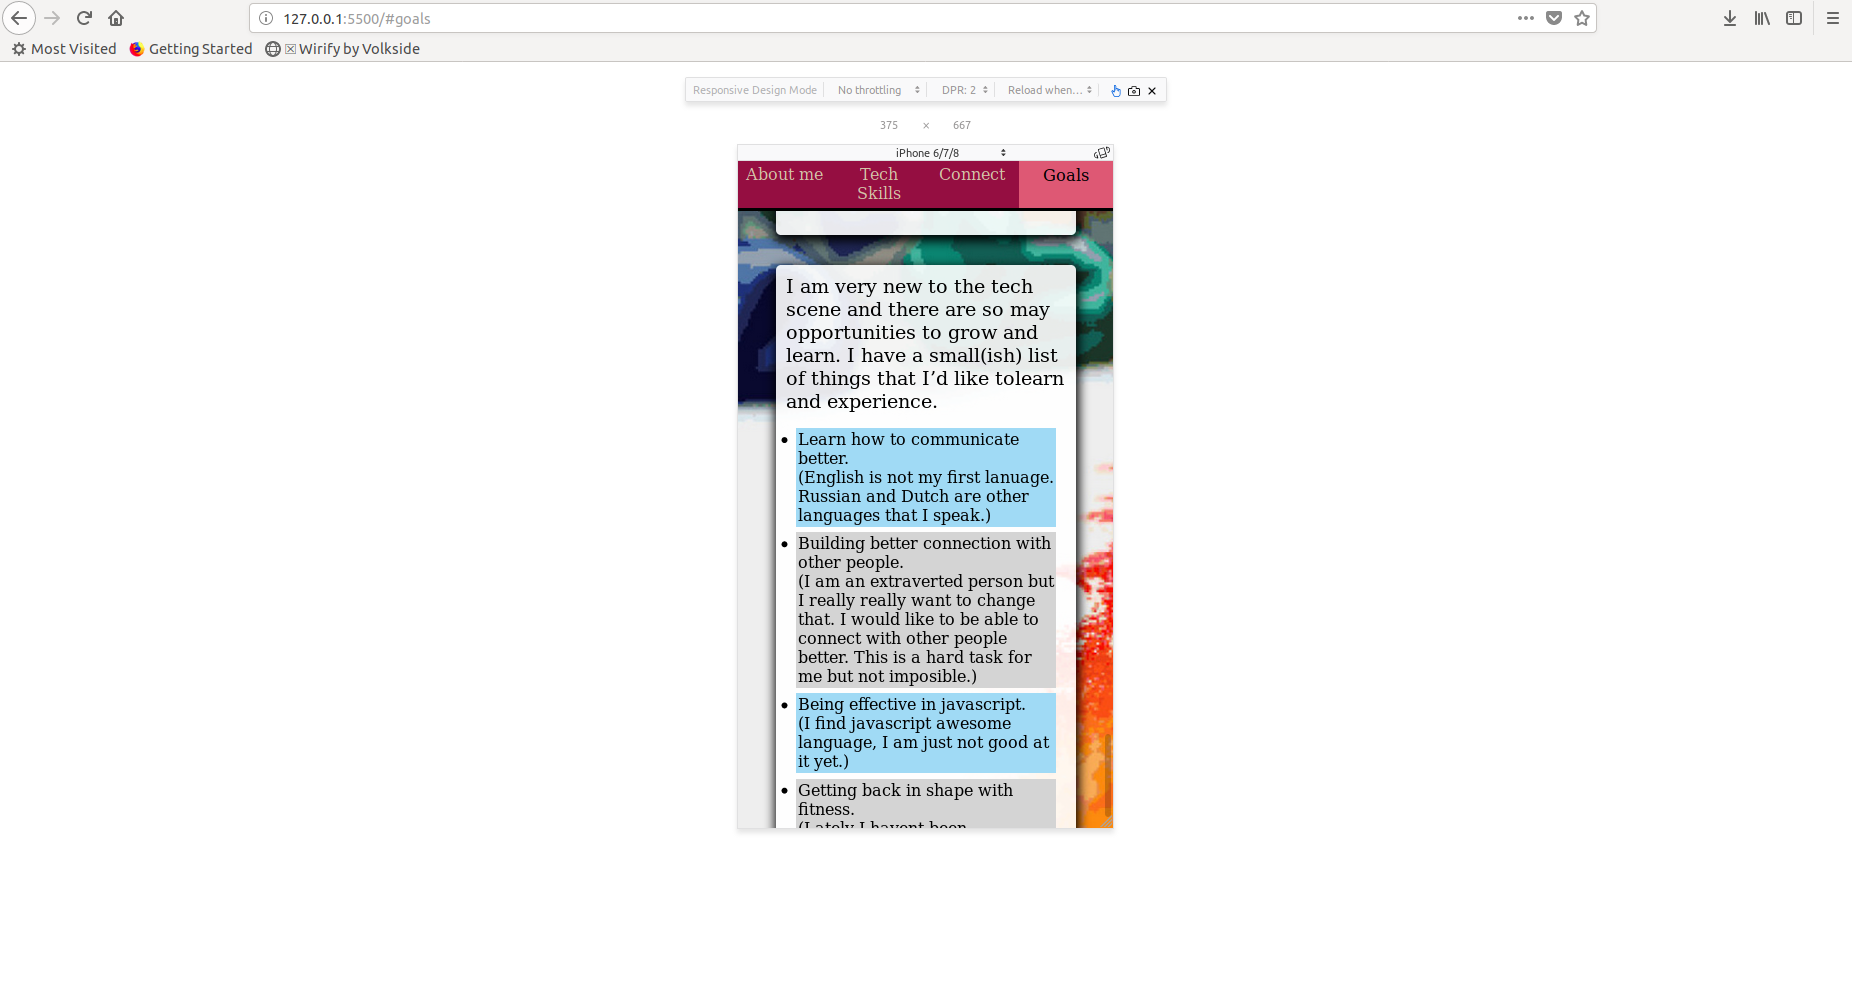 127.0.0.1:5500/#goals
Most Visited Getting Started Wirify by Volkside
Responsive Design Mode No throttling DPR: 2 Reload when...
375 × 667
iPhone 6/7/8
About me Tech Skills Connect Goals
I am very new to the tech
scene and there are so may
opportunities to grow and
learn. I have a small(ish) list
of things that I’d like tolearn
and experience.
• Learn how to communicate
better.
(English is not my first lanuage.
Russian and Dutch are other
languages that I speak.)
• Building better connection with
other people.
(I am an extraverted person but
I really really want to change
that. I would like to be able to
connect with other people
better. This is a hard task for
me but not imposible.)
• Being effective in javascript.
(I find javascript awesome
language, I am just not good at
it yet.)
• Getting back in shape with
fitness.
(Lately I havent been